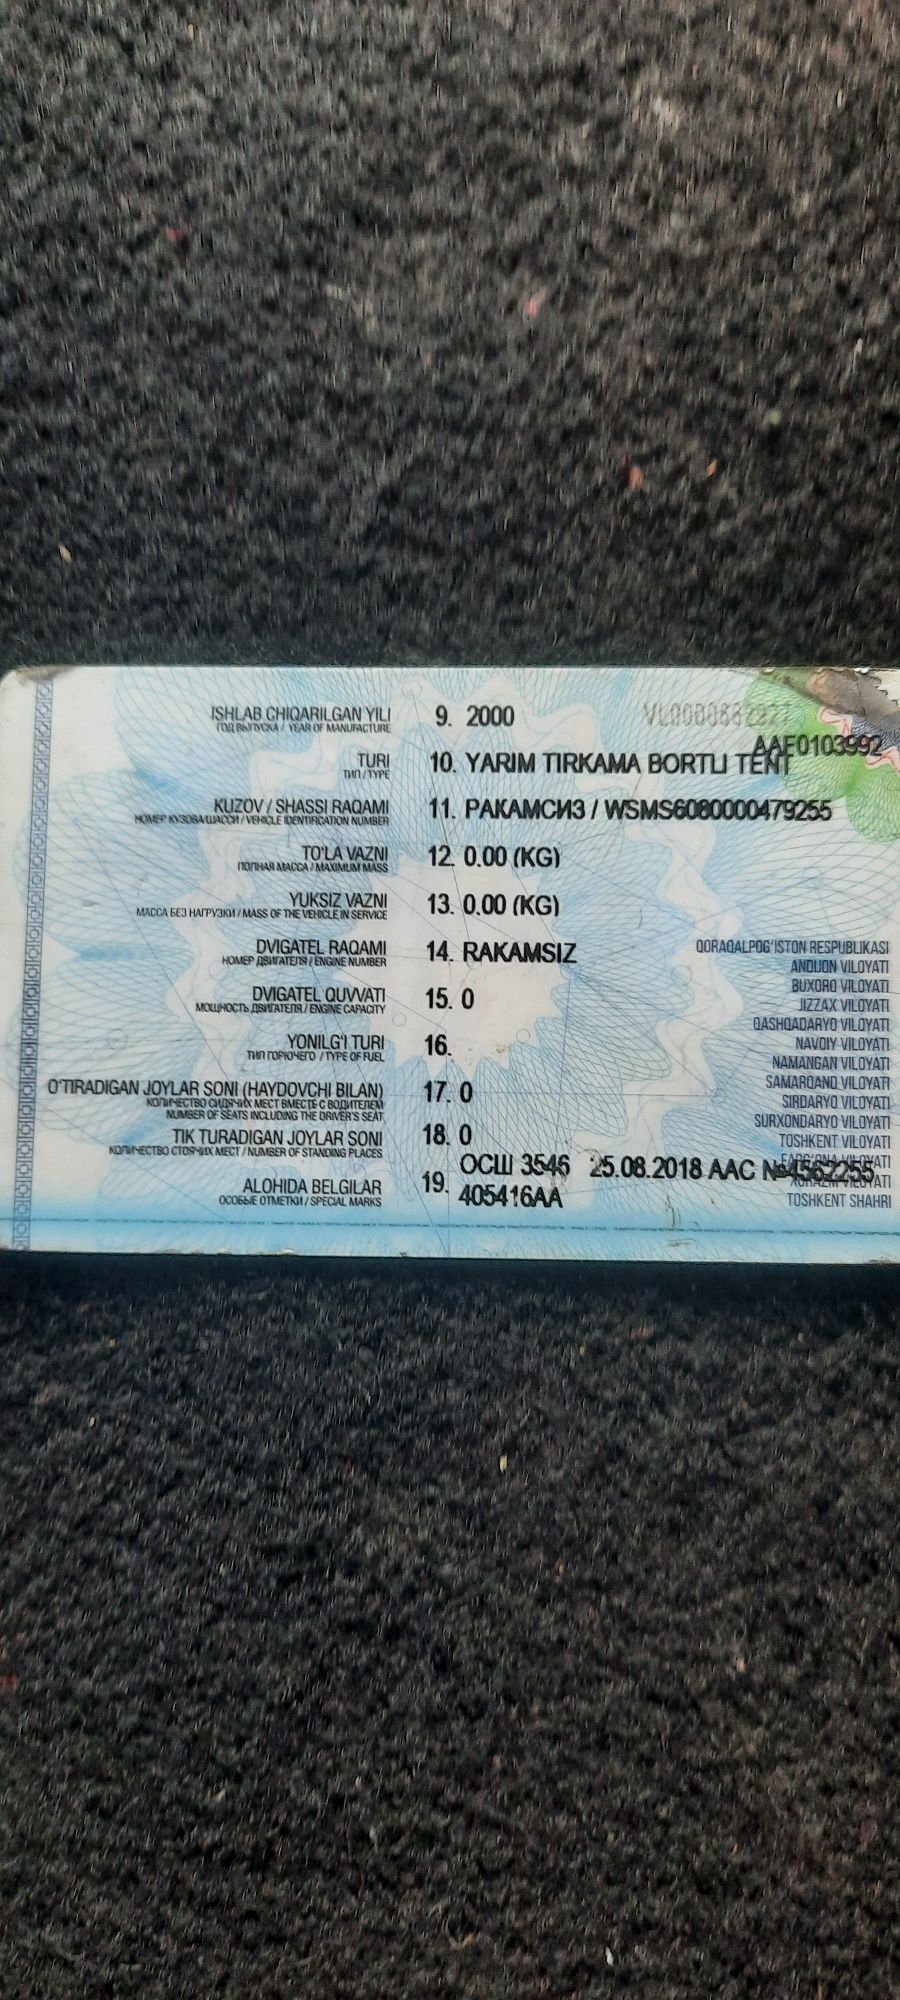 ISHLAB CHIQARILGAN YILI 9. 2000 VL0000682927
ГОД ВЫПУСКА / YEAR OF MANUFACTURE
AAF0103992
TURI 10. YARIM TIRKAMA BORTLI TENT
ТИП / TYPE
KUZOV / SHASSI RAQAMI 11. РАКАМСИЗ / WSMS6080000479255
НОМЕР КУЗОВА/ШАССИ / VEHICLE IDENTIFICATION NUMBER
TO'LA VAZNI 12. 0.00 (KG)
ПОЛНАЯ МАССА / MAXIMUM MASS
YUKSIZ VAZNI 13. 0.00 (KG)
МАССА БЕЗ НАГРУЗКИ / MASS OF THE VEHICLE IN SERVICE
DVIGATEL RAQAMI 14. RAKAMSIZ
НОМЕР ДВИГАТЕЛЯ / ENGINE NUMBER
DVIGATEL QUVVATI 15. 0
МОЩНОСТЬ ДВИГАТЕЛЯ / ENGINE CAPACITY
YONILG'I TURI 16.
ТИП ГОРЮЧЕГО / TYPE OF FUEL
O'TIRADIGAN JOYLAR SONI (HAYDOVCHI BILAN) 17. 0
КОЛИЧЕСТВО СИДЯЧИХ МЕСТ ВМЕСТЕ С ВОДИТЕЛЕМ
NUMBER OF SEATS INCLUDING THE DRIVER'S SEAT
TIK TURADIGAN JOYLAR SONI 18. 0
КОЛИЧЕСТВО СТОЯЧИХ МЕСТ / NUMBER OF STANDING PLACES
ALOHIDA BELGILAR 19. ОСШ 3546 25.08.2018 ААС №4562255
ОСОБЫЕ ОТМЕТКИ / SPECIAL MARKS 405416AA
QORAQALPOG'ISTON RESPUBLIKASI
ANDIJON VILOYATI
BUXORO VILOYATI
JIZZAX VILOYATI
QASHQADARYO VILOYATI
NAVOIY VILOYATI
NAMANGAN VILOYATI
SAMARQAND VILOYATI
SIRDARYO VILOYATI
SURXONDARYO VILOYATI
TOSHKENT VILOYATI
FARG'ONA VILOYATI
XORAZM VILOYATI
TOSHKENT SHAHRI